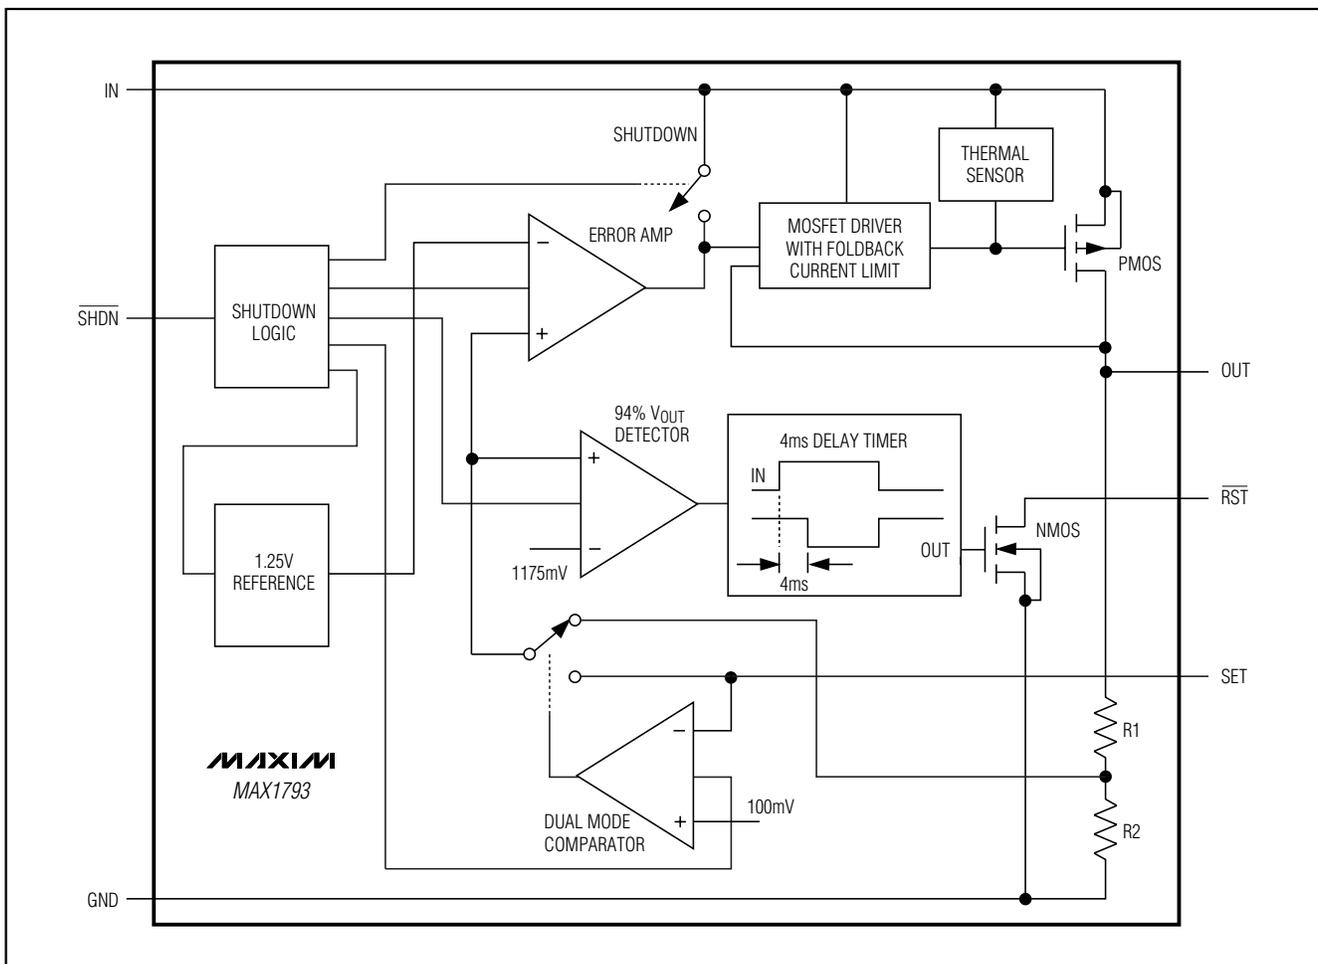 IN
SHUTDOWN
THERMAL
SENSOR
ERROR AMP
MOSFET DRIVER
WITH FOLDBACK
CURRENT LIMIT
−
+
PMOS
SHDN
SHUTDOWN
LOGIC
OUT
94% VOUT
DETECTOR
4ms DELAY TIMER
+
−
IN
OUT
4ms
RST
NMOS
1.25V
REFERENCE
1175mV
SET
−
+
R1
MAXIM
MAX1793
100mV
DUAL MODE
COMPARATOR
R2
GND